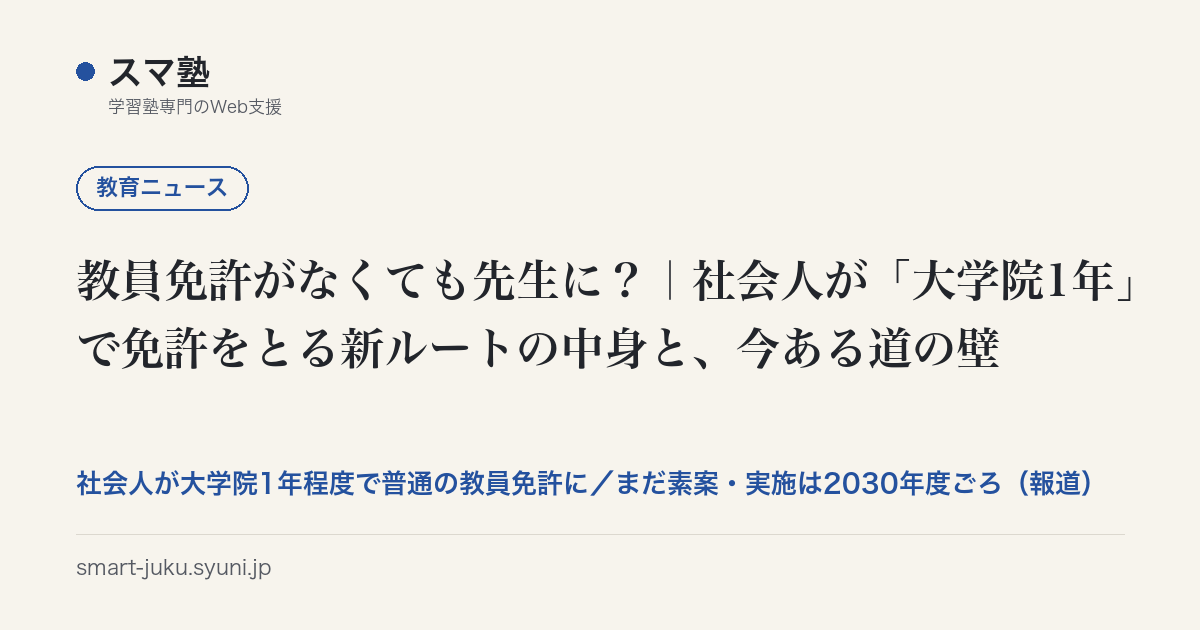 スマ塾
学習塾専門のWeb支援
教育ニュース
教員免許がなくても先生に？｜社会人が「大学院1年」
で免許をとる新ルートの中身と、今ある道の壁
社会人が大学院1年程度で普通の教員免許に／まだ素案・実施は2030年度ごろ（報道）
smart-juku.syuni.jp